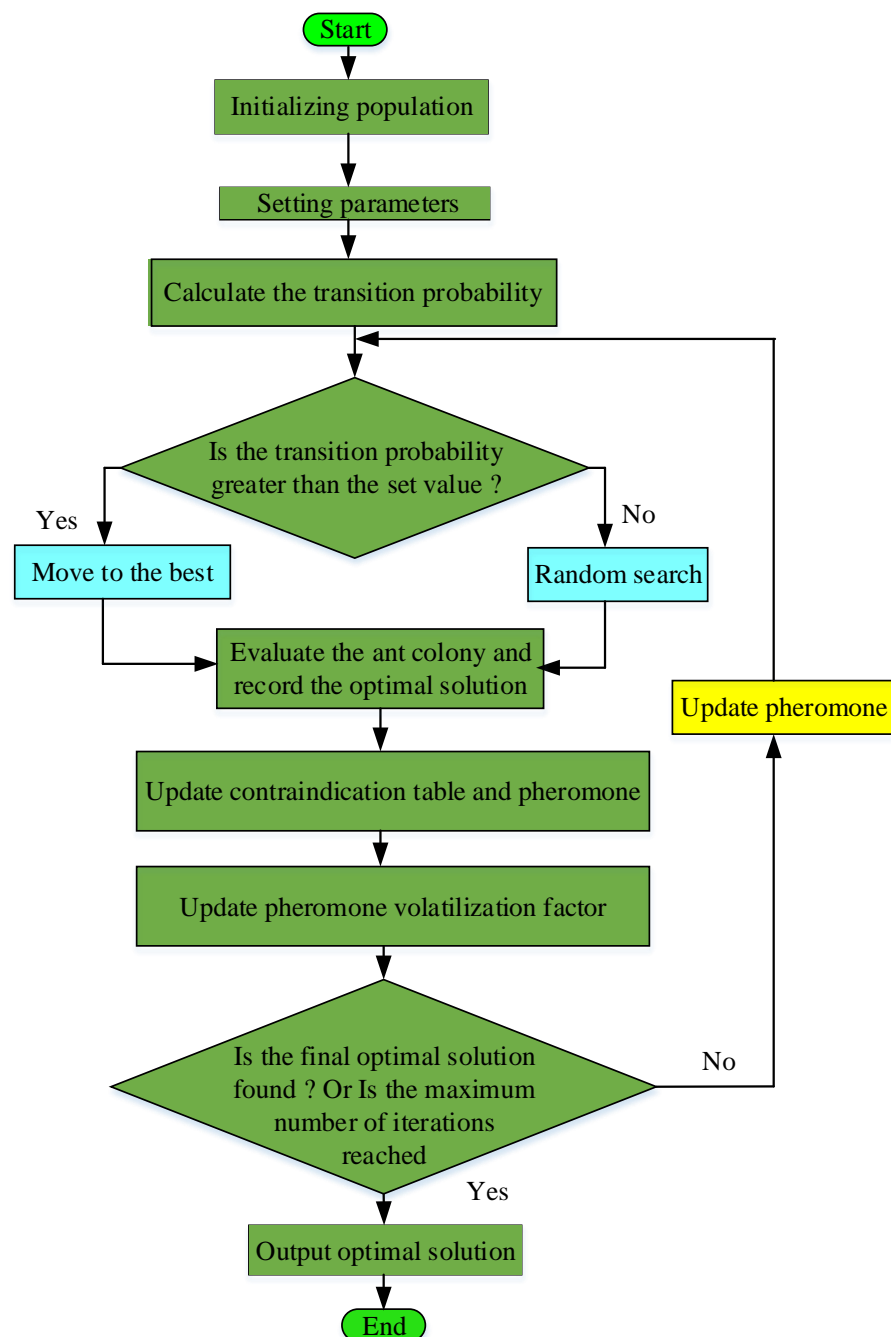 Start
Initializing population
Setting parameters
Calculate the transition probability
Is the transition probability
greater than the set value ?
Yes
No
Move to the best
Random search
Evaluate the ant colony and
record the optimal solution
Update pheromone
Update contraindication table and pheromone
Update pheromone volatilization factor
Is the final optimal solution
found ? Or Is the maximum
number of iterations
reached
No
Yes
Output optimal solution
End